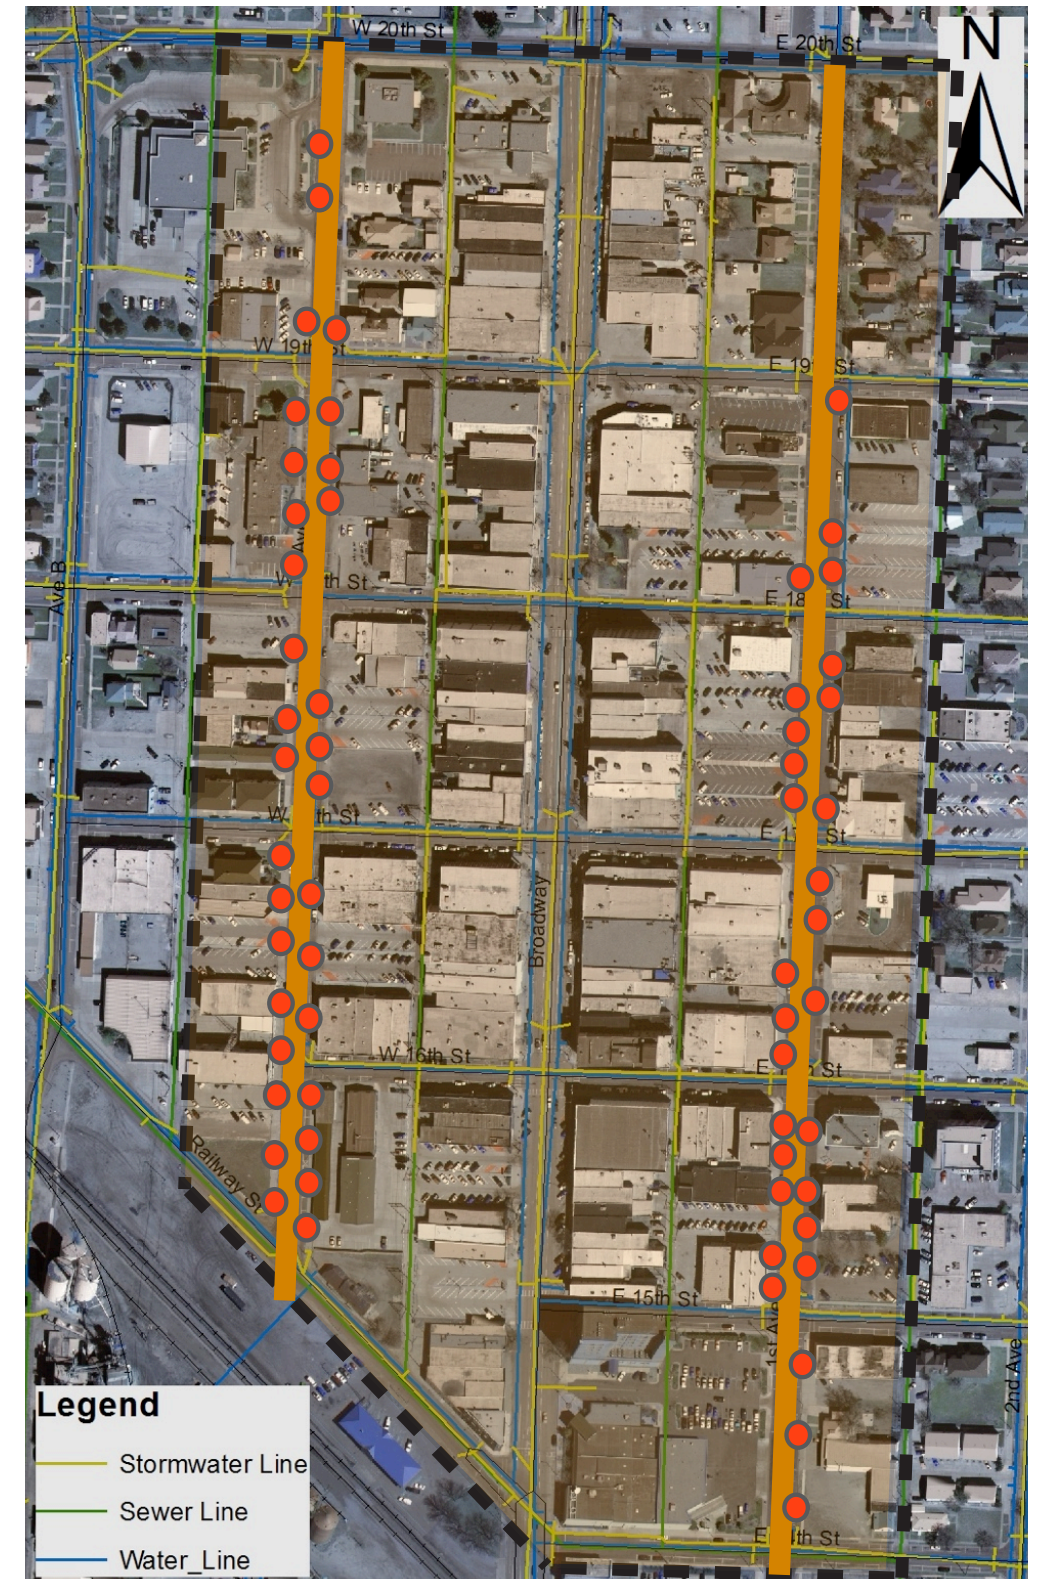 W 20th St
E 20th St
N
W 19th St
E 19
Ave B
Av
W th St
E 18 St
W th St
E 1 St
Broadway
W 16th St
E h St
Railway St
E 15th St
1st Ave
2nd Ave
E 4th St
Legend
Stormwater Line
Sewer Line
Water_Line